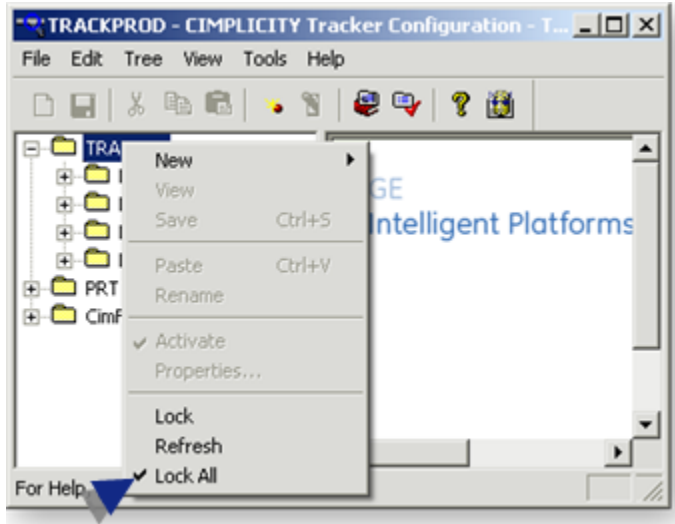 TRACKPROD - CIMPLICITY Tracker Configuration - T...
File Edit Tree View Tools Help
TRA
New
View
Save Ctrl+S
Paste Ctrl+V
Rename
Activate
Properties...
Lock
Refresh
Lock All
PRT
GE
Intelligent Platforms
For Help,